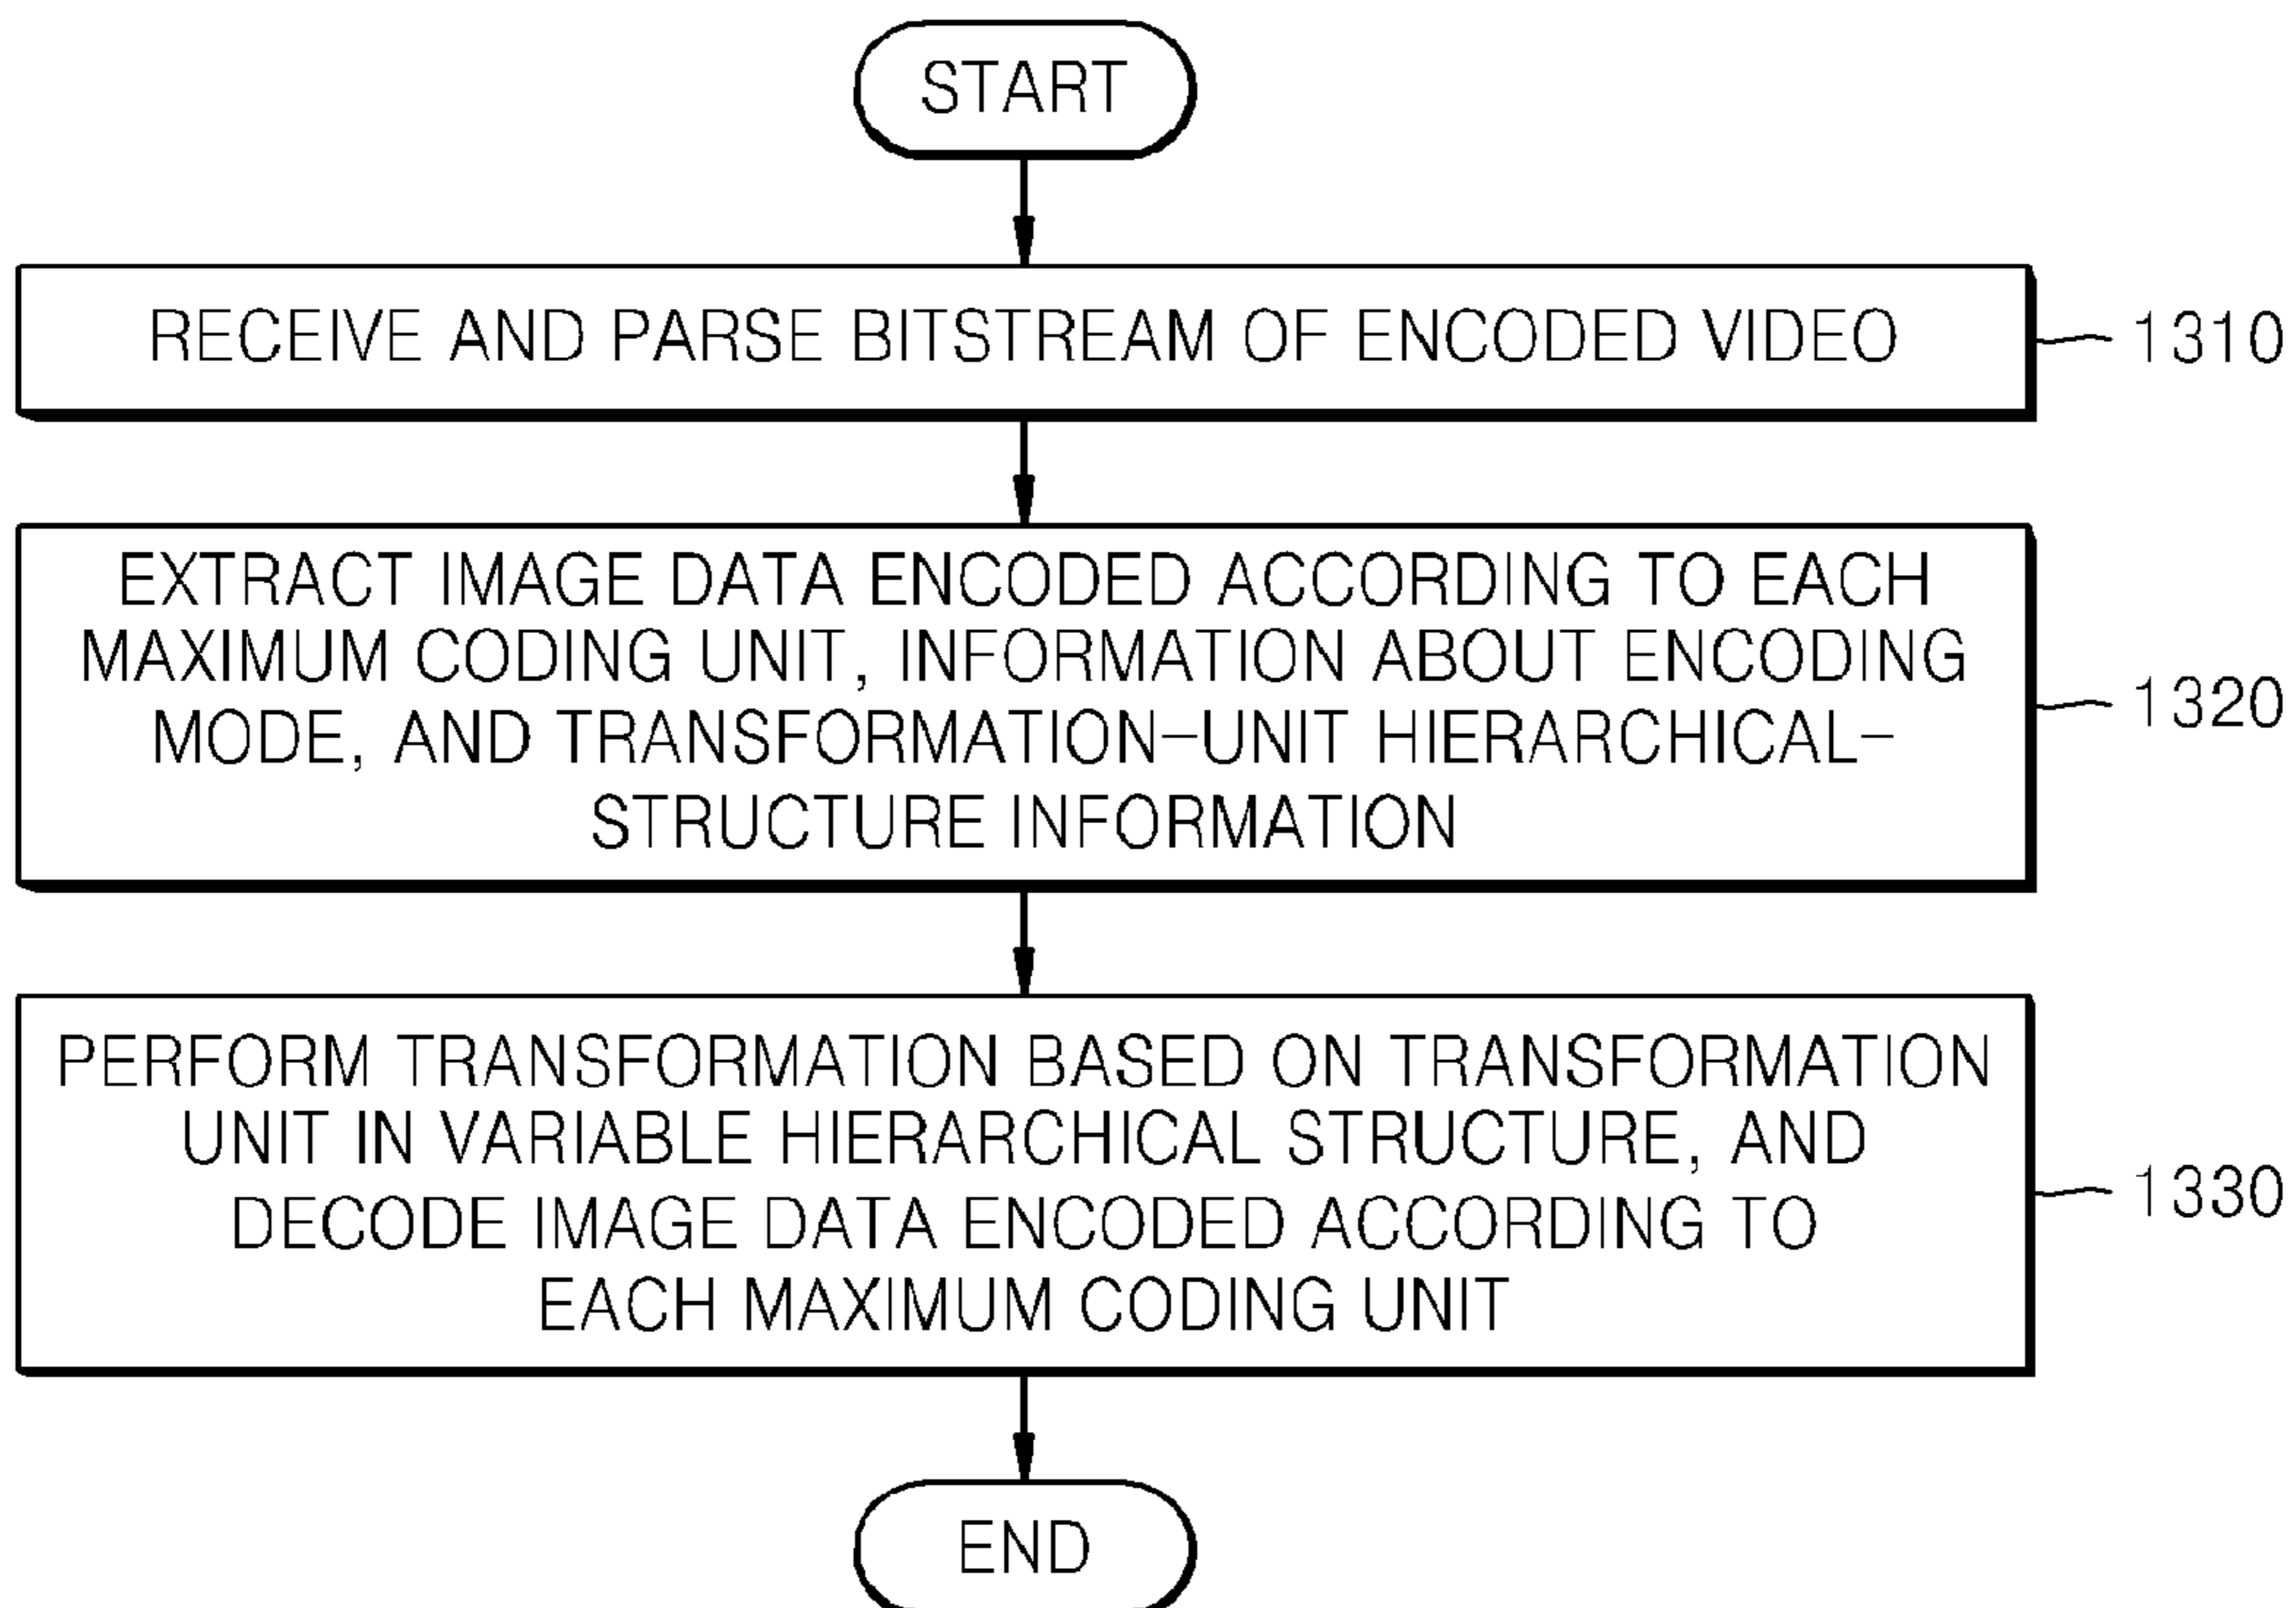 START
RECEIVE AND PARSE BITSTREAM OF ENCODED VIDEO
1310
EXTRACT IMAGE DATA ENCODED ACCORDING TO EACH
MAXIMUM CODING UNIT, INFORMATION ABOUT ENCODING
MODE, AND TRANSFORMATION-UNIT HIERARCHICAL-
STRUCTURE INFORMATION
1320
PERFORM TRANSFORMATION BASED ON TRANSFORMATION
UNIT IN VARIABLE HIERARCHICAL STRUCTURE, AND
DECODE IMAGE DATA ENCODED ACCORDING TO
EACH MAXIMUM CODING UNIT
1330
END